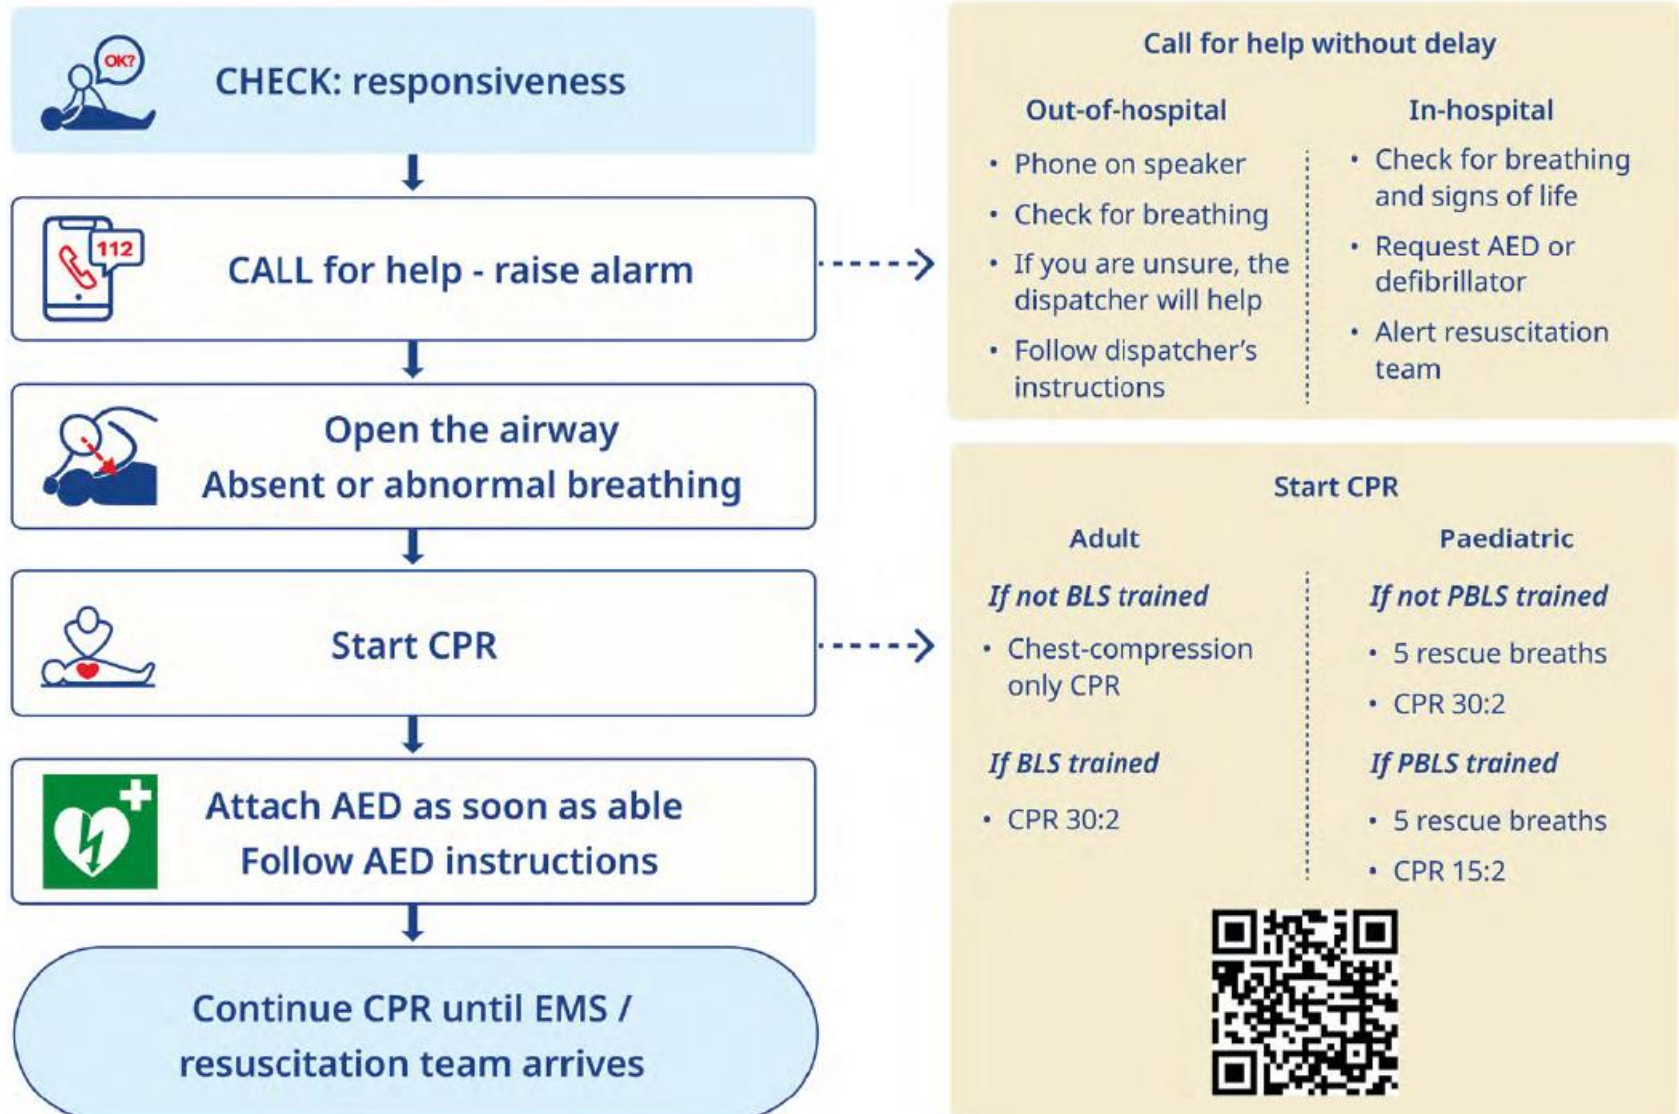 OK?
CHECK: responsiveness
112
CALL for help - raise alarm
Open the airway
Absent or abnormal breathing
Start CPR
Attach AED as soon as able
Follow AED instructions
Continue CPR until EMS /
resuscitation team arrives
Call for help without delay
Out-of-hospital
• Phone on speaker
• Check for breathing
• If you are unsure, the
dispatcher will help
• Follow dispatcher's
instructions
In-hospital
• Check for breathing
and signs of life
• Request AED or
defibrillator
• Alert resuscitation
team
Start CPR
Adult
If not BLS trained
• Chest-compression
only CPR
If BLS trained
• CPR 30:2
Paediatric
If not PBLS trained
• 5 rescue breaths
• CPR 30:2
If PBLS trained
• 5 rescue breaths
• CPR 15:2